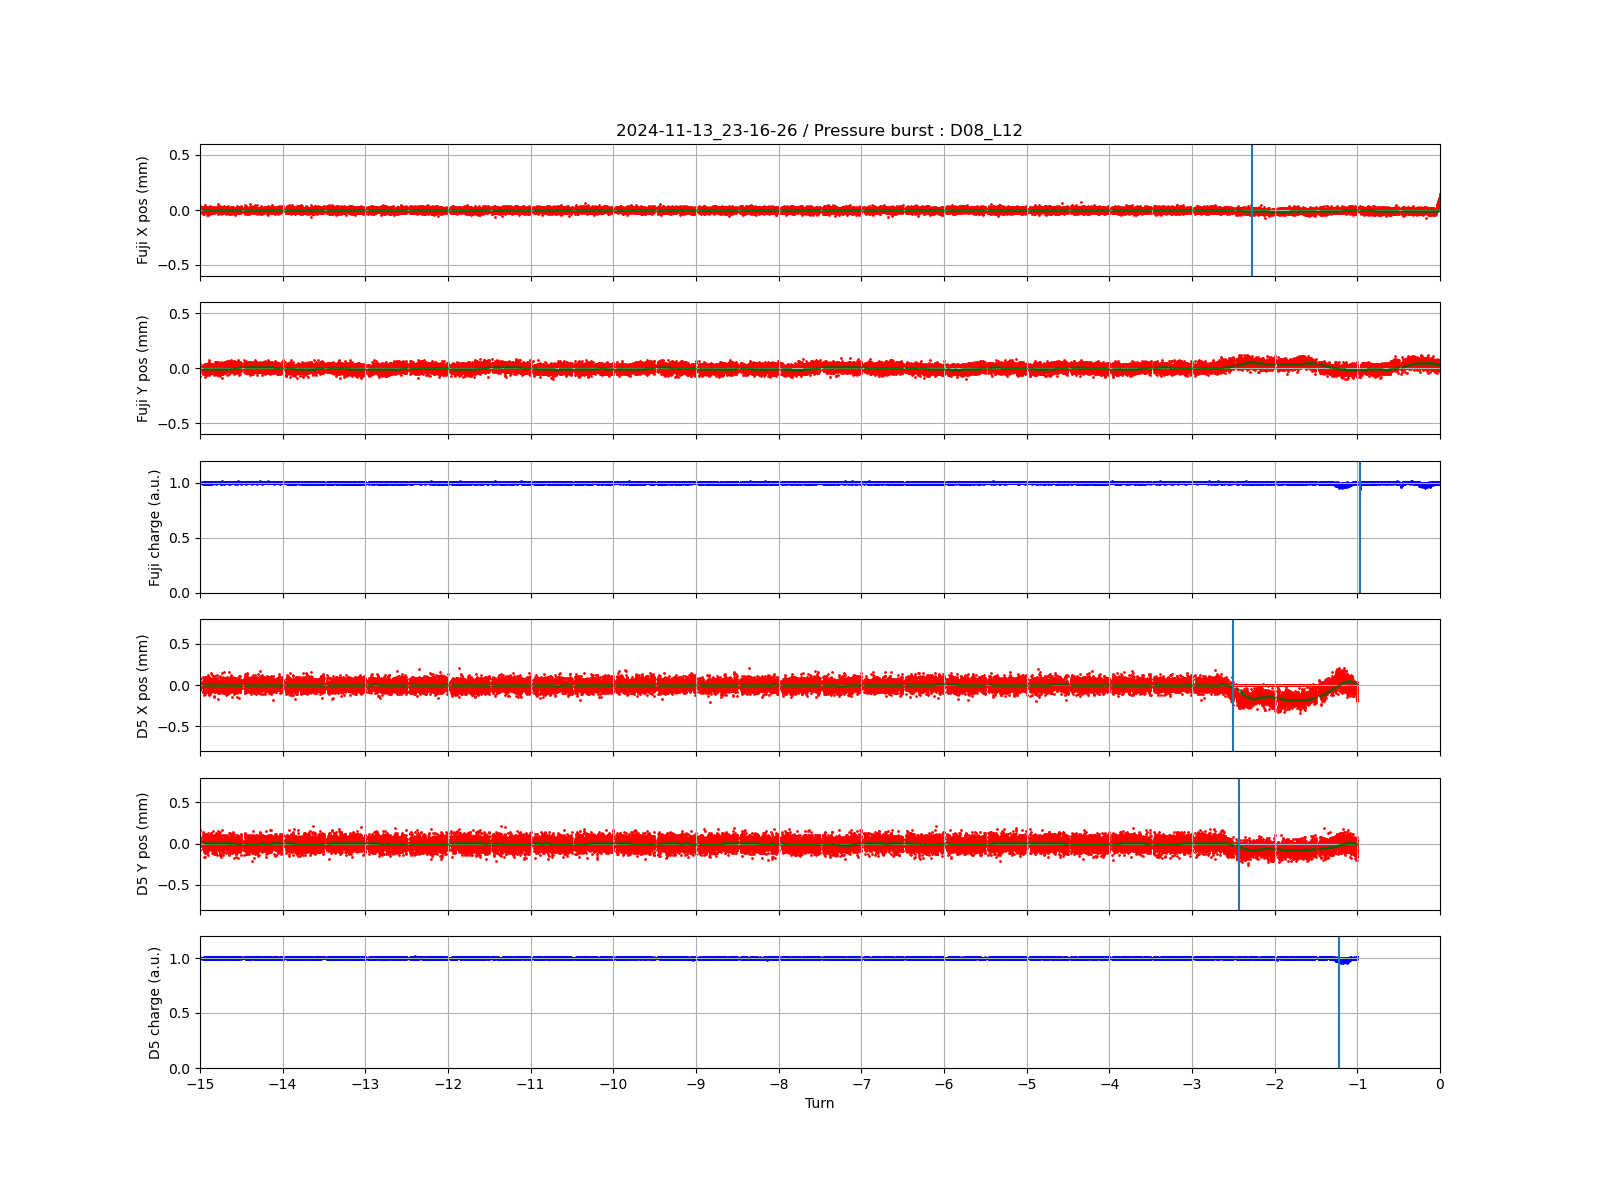 2024-11-13_23-16-26 / Pressure burst : D08_L12
Fuji X pos (mm)
0.5
0.0
−0.5
Fuji Y pos (mm)
0.5
0.0
−0.5
Fuji charge (a.u.)
1.0
0.5
0.0
D5 X pos (mm)
0.5
0.0
−0.5
D5 Y pos (mm)
0.5
0.0
−0.5
D5 charge (a.u.)
1.0
0.5
0.0
−15 −14 −13 −12 −11 −10 −9 −8 −7 −6 −5 −4 −3 −2 −1 0
Turn